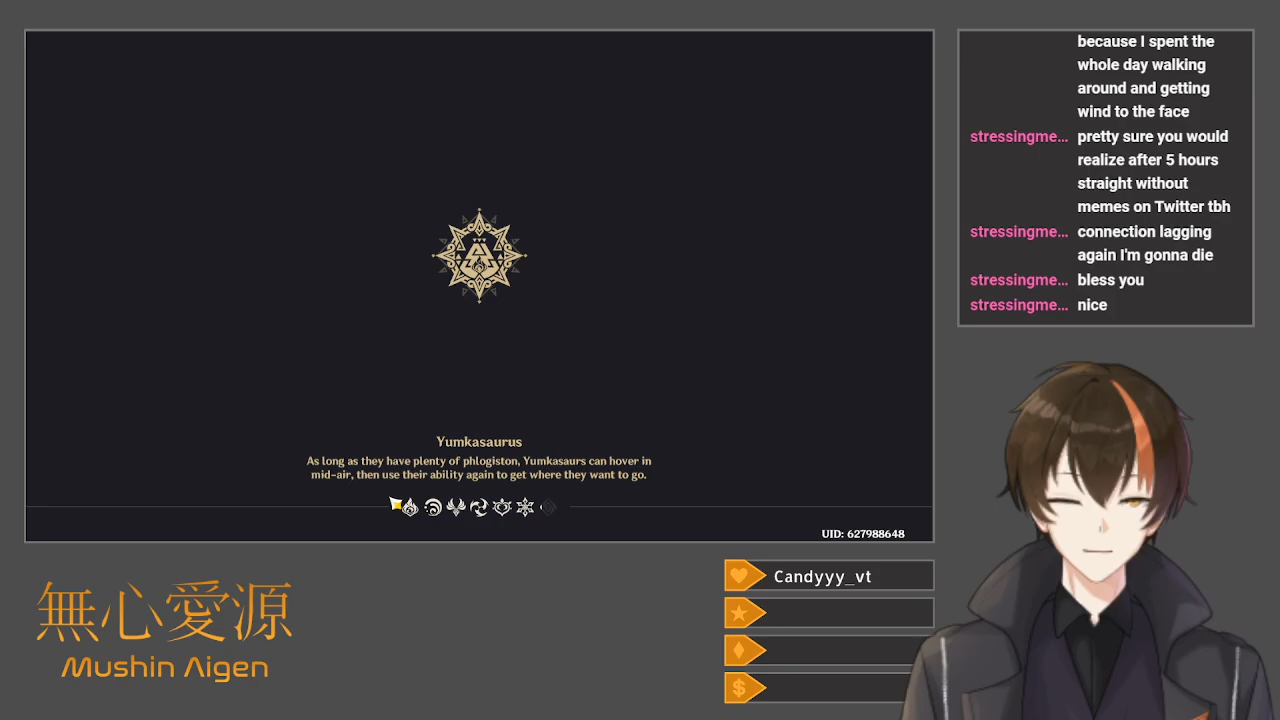 because I spent the
whole day walking
around and getting
wind to the face
stressingme... pretty sure you would
realize after 5 hours
straight without
memes on Twitter tbh
stressingme... connection lagging
again I'm gonna die
stressingme... bless you
stressingme... nice
Yumkasaurus
As long as they have plenty of phlogiston, Yumkasaurs can hover in
mid-air, then use their ability again to get where they want to go.
UID: 627988648
Candyyy_vt
無心愛源
Mushin Aigen